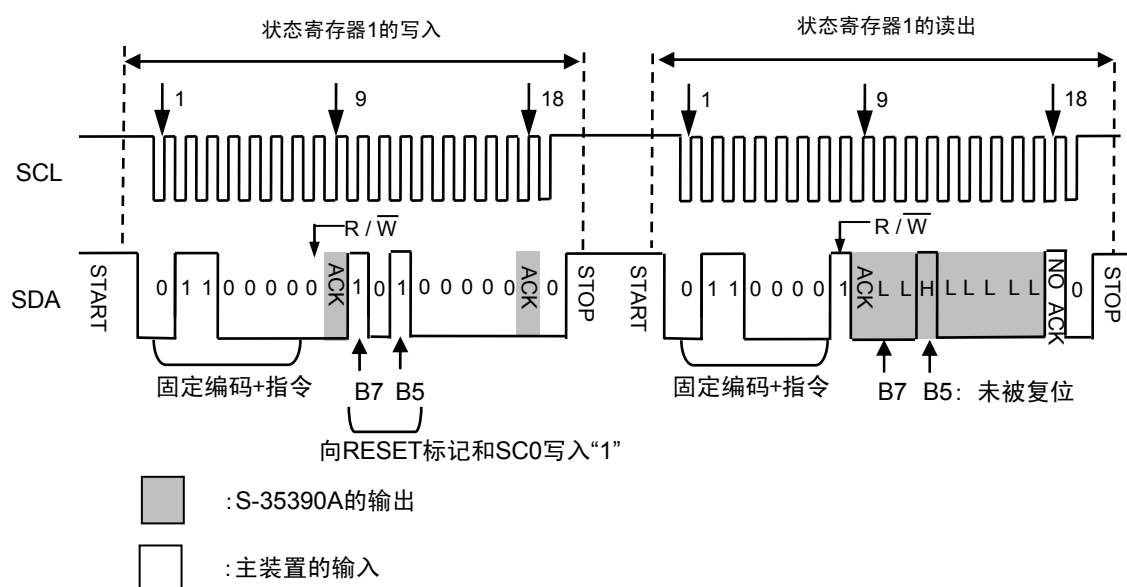 状态寄存器1的写入 状态寄存器1的读出
1 9 18 1 9 18
SCL
R / W R / W
SDA START 0 1 1 0 0 0 0 0 ACK 1 0 1 0 0 0 0 0 ACK 0 STOP START 0 1 1 0 0 0 0 1 ACK L L H L L L L L NO ACK 0 STOP
固定编码+指令 B7 B5 固定编码+指令 B7 B5：未被复位
向RESET标记和SC0写入“1”
:S-35390A的输出
:主装置的输入